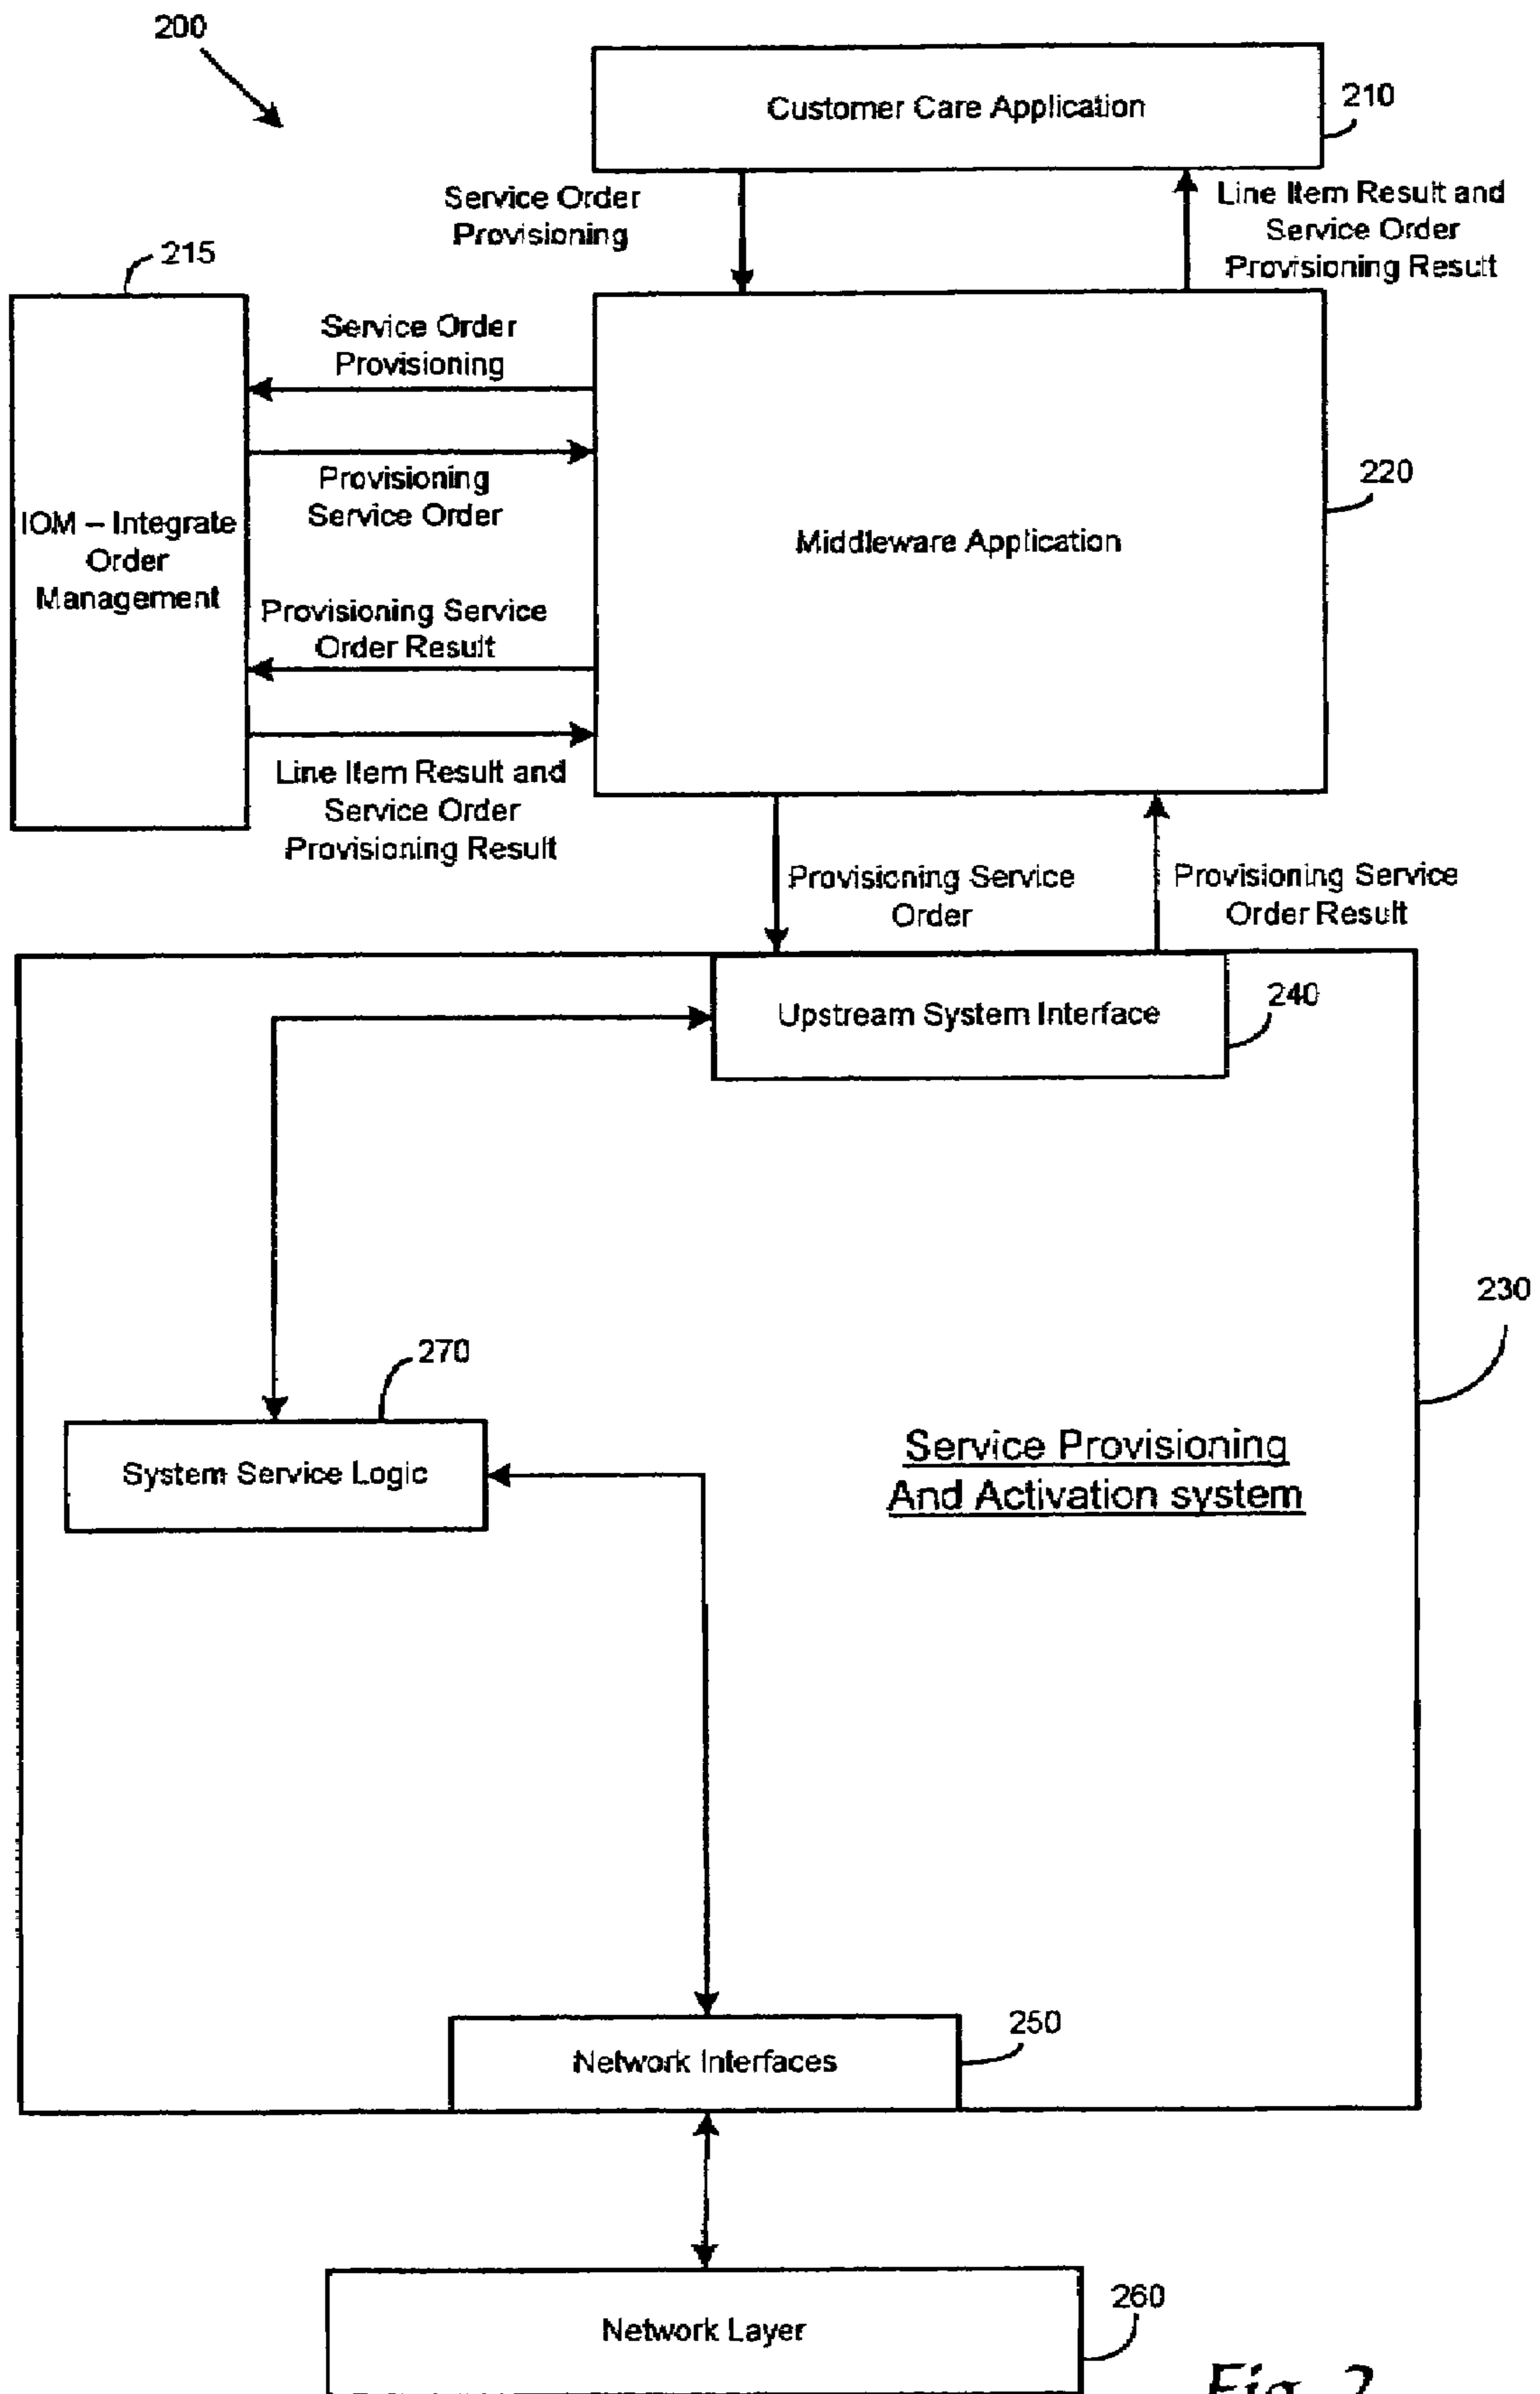 200
Customer Care Application
210
Service Order
Provisioning
Line Item Result and
Service Order
Provisioning Result
215
Service Order
Provisioning
Provisioning
Service Order
220
IOM – Integrate
Order
Management
Middleware Application
Provisioning Service
Order Result
Line Item Result and
Service Order
Provisioning Result
Provisioning Service
Order
Provisioning Service
Order Result
Upstream System Interface
240
230
270
System Service Logic
Service Provisioning
And Activation system
250
Network Interfaces
260
Network Layer
Fig. 2